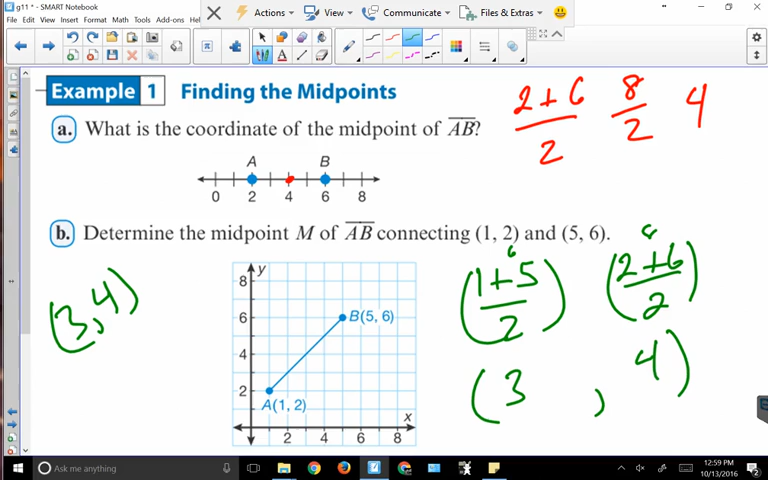 g11 * - SMART Notebook
File Edit View Insert Format Math Tools Add-ons Help
Actions View Communicate Files & Extras
Example 1 Finding the Midpoints
2+6 8 4
2 2
a. What is the coordinate of the midpoint of AB?
A B
0 2 4 6 8
b. Determine the midpoint M of AB connecting (1, 2) and (5, 6).
6 8
(1+5) (2+6)
2 2
(3,4)
(3 , 4)
y
8
6
B(5, 6)
4
2
A(1, 2)
x
2 4 6 8
Ask me anything
12:59 PM
10/13/2016
2